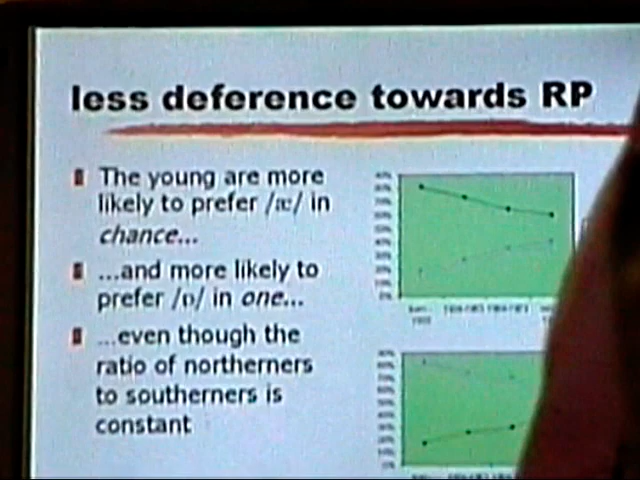 less deference towards RP
The young are more
likely to prefer /æ/ in
chance...
...and more likely to
prefer /ɒ/ in one...
...even though the
ratio of northerners
to southerners is
constant